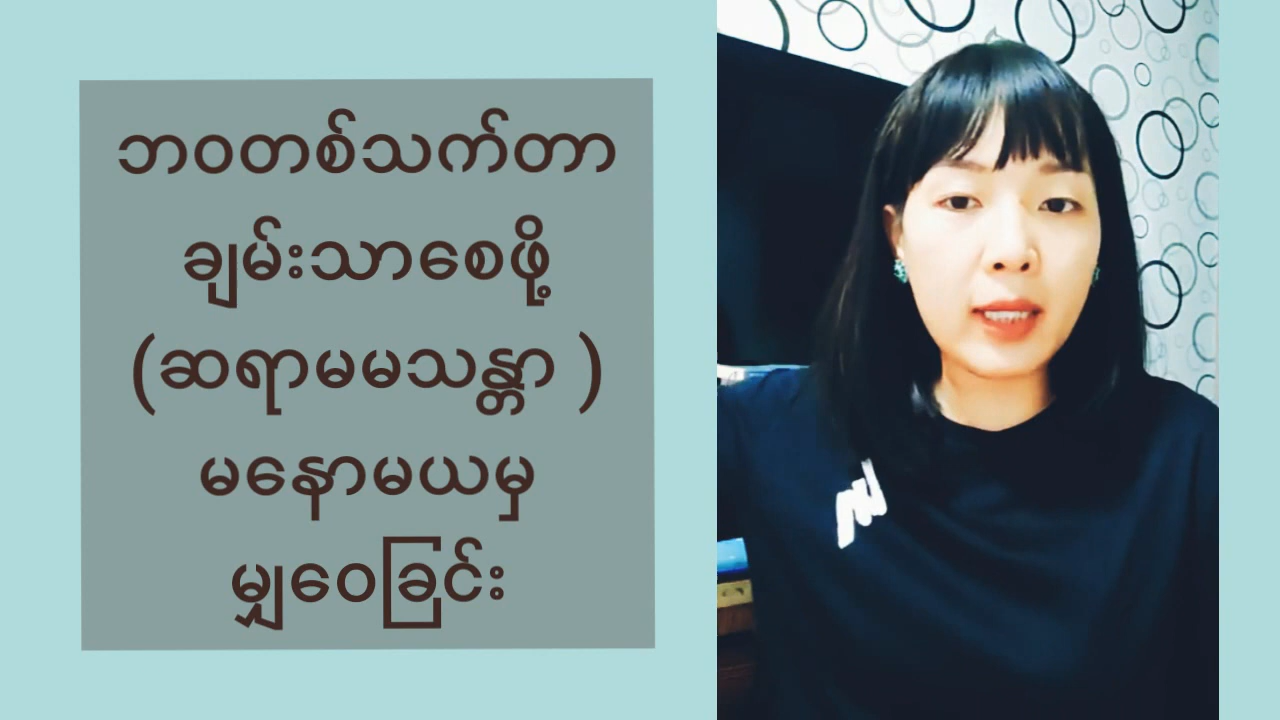 ဘဝတစ်သက်တာ
ချမ်းသာစေဖို့
(ဆရာမမသန္တာ )
မနောမယမှ
မျှဝေခြင်း